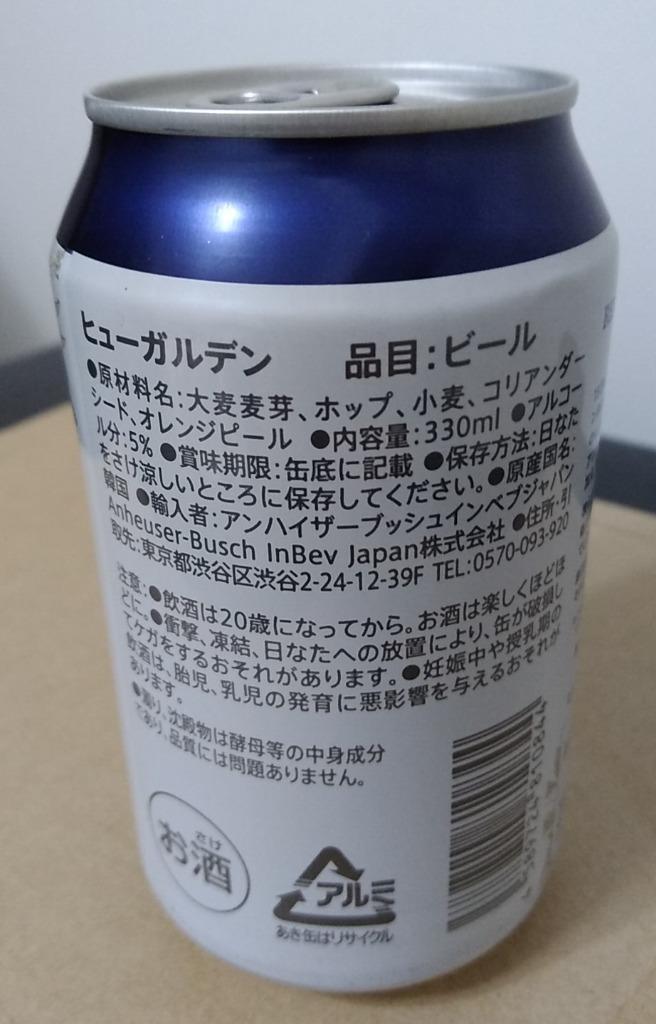 ヒューガルデン 品目:ビール
●原材料名:大麦麦芽、ホップ、小麦、コリアンダー
シード、オレンジピール ●内容量:330ml ●アルコー
ル分:5% ●賞味期限:缶底に記載 ●保存方法:日なた
をさけ涼しいところに保存してください。●原産国名:
韓国 ●輸入者:アンハイザーブッシュインベブジャパン
Anheuser-Busch InBev Japan株式会社 ●住所・引
取先:東京都渋谷区渋谷2-24-12-39F TEL:0570-093-920
注意:●飲酒は20歳になってから。お酒は楽しくほどほ
どに。●衝撃、凍結、日なたへの放置により、缶が破損し
てケガをするおそれがあります。●妊娠中や授乳期の
飲酒は、胎児、乳児の発育に悪影響を与えるおそれが
あります。
●濁り、沈殿物は酵母等の中身成分
であり、品質には問題ありません。
さけ
お酒
アルミ
あき缶はリサイクル